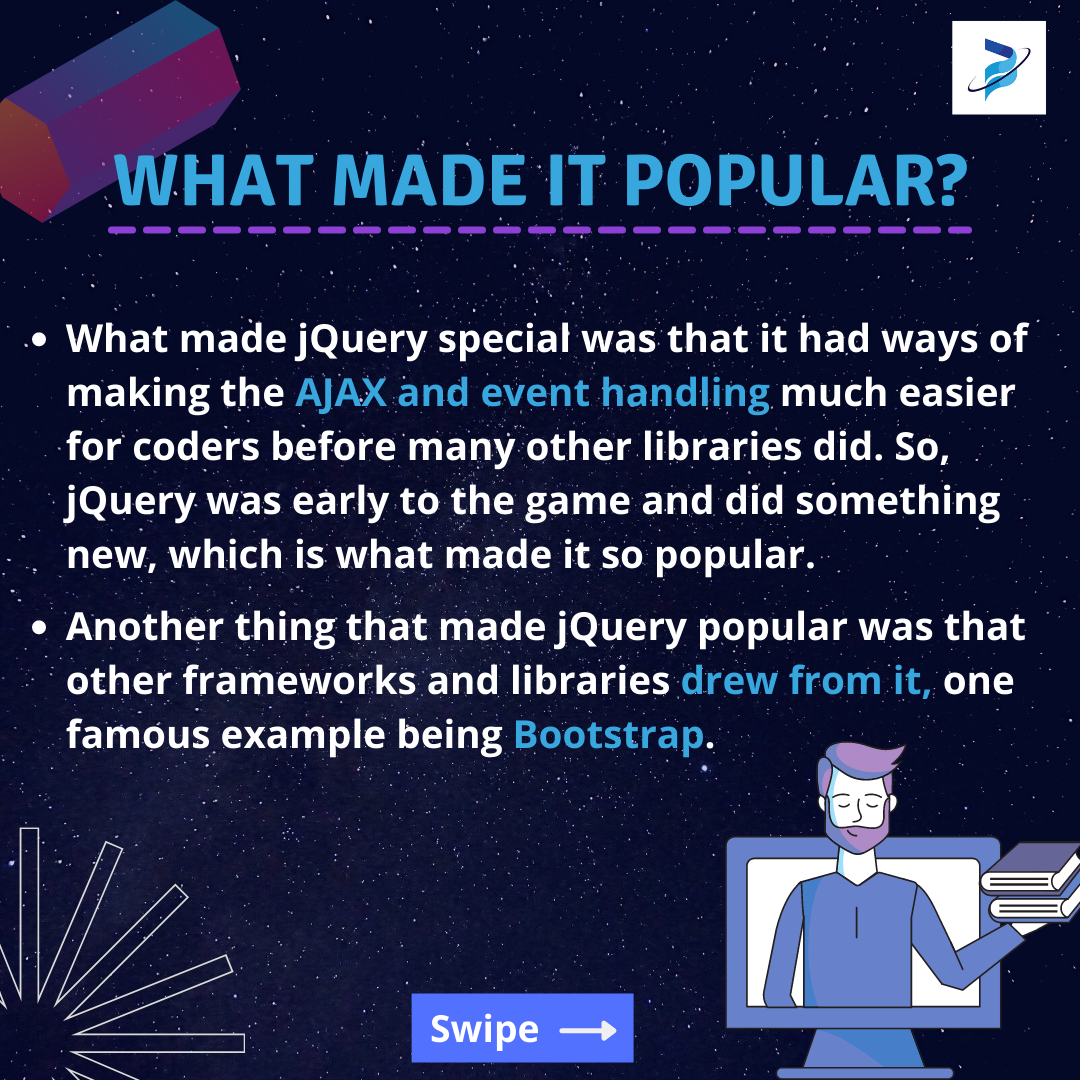 WHAT MADE IT POPULAR?
• What made jQuery special was that it had ways of
making the AJAX and event handling much easier
for coders before many other libraries did. So,
jQuery was early to the game and did something
new, which is what made it so popular.
• Another thing that made jQuery popular was that
other frameworks and libraries drew from it, one
famous example being Bootstrap.
Swipe